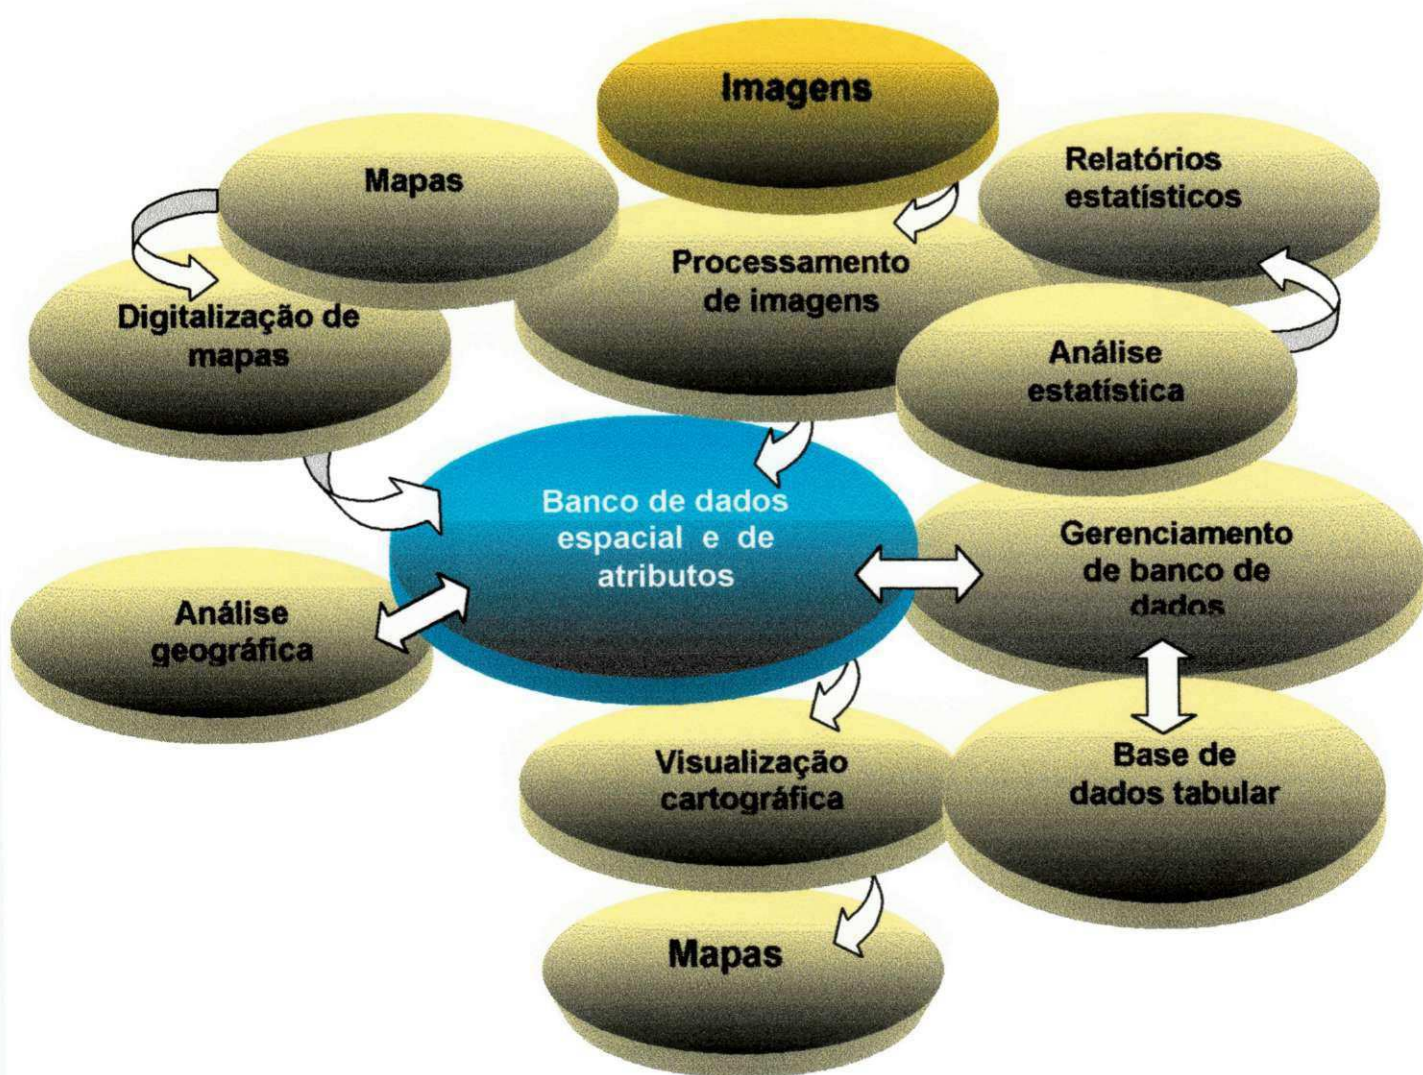 Imagens
Mapas
Relatórios
estatísticos
Processamento
de imagens
Digitalização de
mapas
Análise
estatística
Banco de dados
espacial e de
atributos
Gerenciamento
de banco de
dados
Análise
geográfica
Visualização
cartográfica
Base de
dados tabular
Mapas